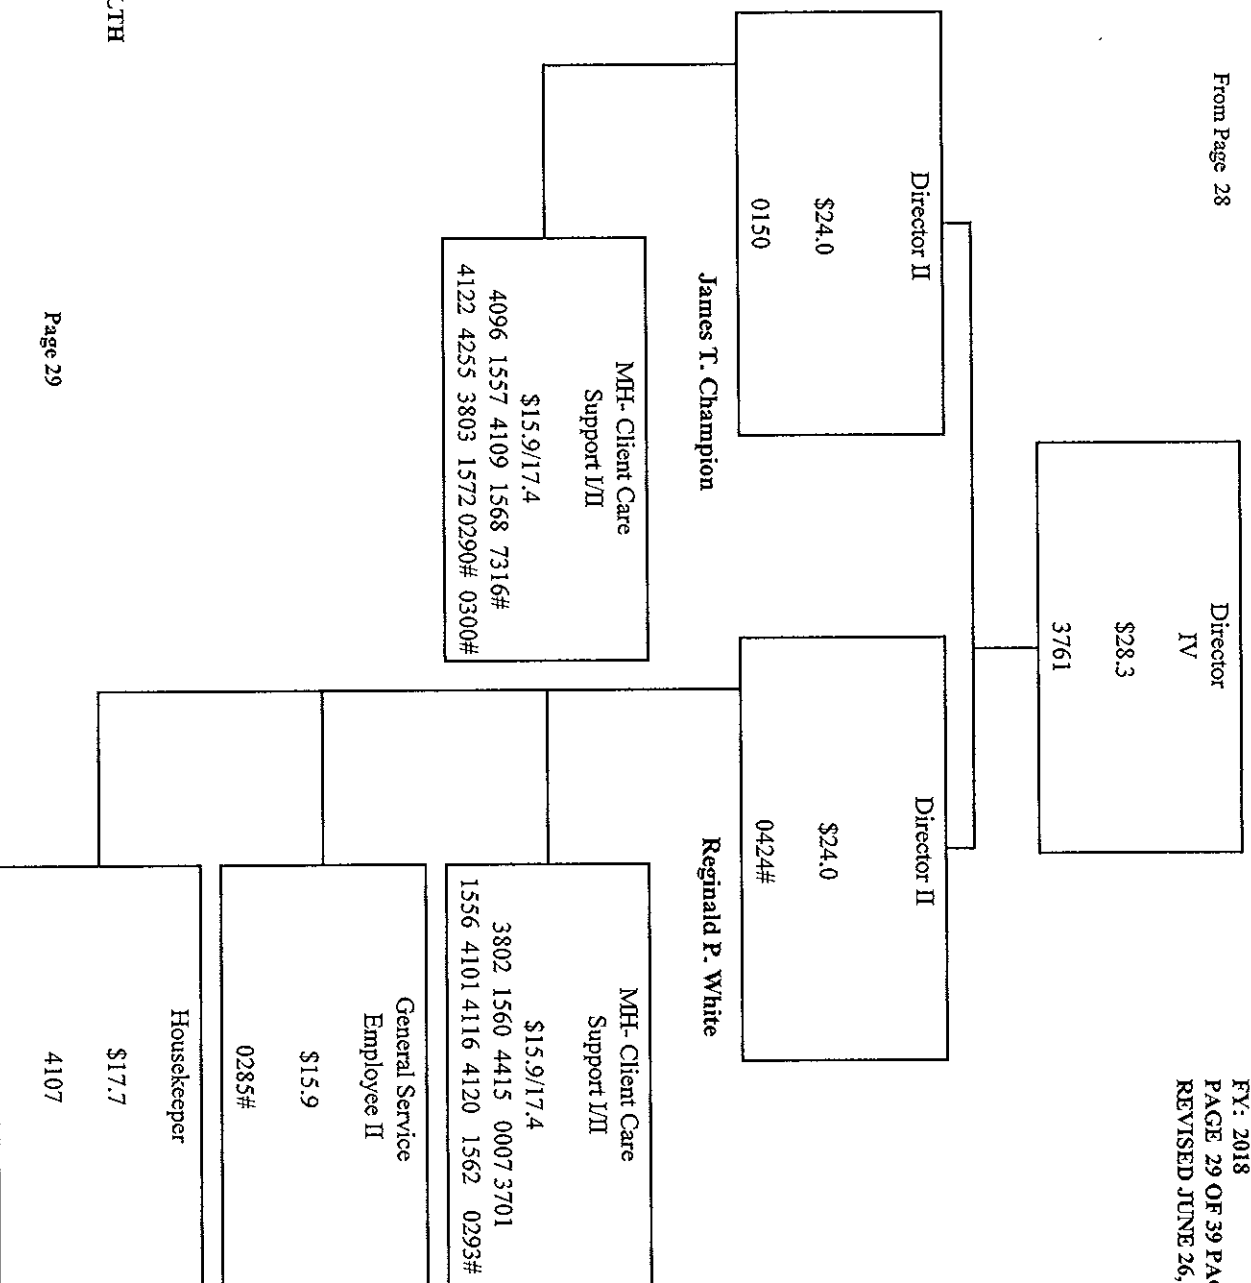 From Page 28
FY: 2018
PAGE 29 OF 39
REVISED JUNE 26,
Director
IV
$28.3
3761
Director II
$24.0
0150
James T. Champion
Director II
$24.0
0424#
Reginald P. White
MH- Client Care
Support I/II
$15.9/17.4
4096 1557 4109 1568 7316#
4122 4255 3803 1572 0290# 0300#
MH- Client Care
Support I/II
$15.9/17.4
3802 1560 4415 0007 3701
1556 4101 4116 4120 1562 0293#
General Service
Employee II
$15.9
0285#
Housekeeper
$17.7
4107
Page 29